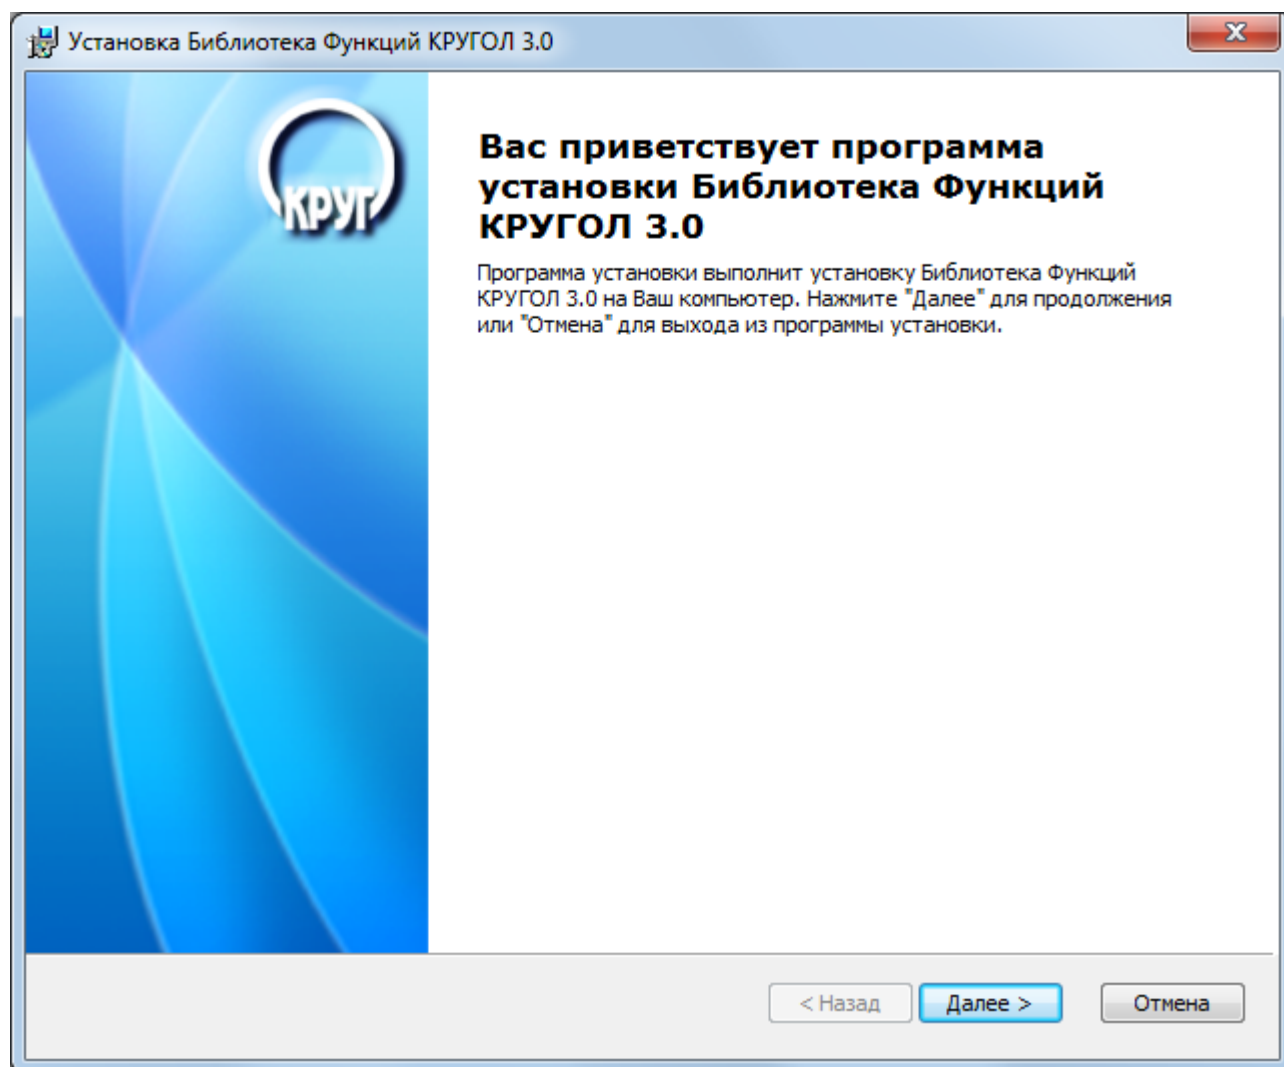 Установка Библиотека Функций КРУГОЛ 3.0
КРУГ
Вас приветствует программа
установки Библиотека Функций
КРУГОЛ 3.0
Программа установки выполнит установку Библиотека Функций
КРУГОЛ 3.0 на Ваш компьютер. Нажмите "Далее" для продолжения
или "Отмена" для выхода из программы установки.
< Назад
Далее >
Отмена